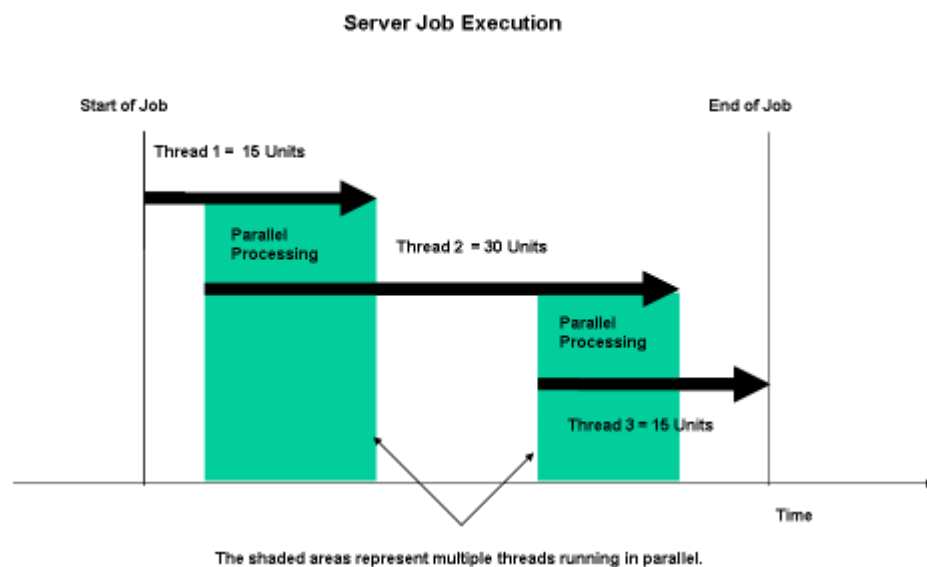 Server Job Execution
Start of Job
End of Job
Thread 1 = 15 Units
Parallel
Processing
Thread 2 = 30 Units
Parallel
Processing
Thread 3 = 15 Units
Time
The shaded areas represent multiple threads running in parallel.